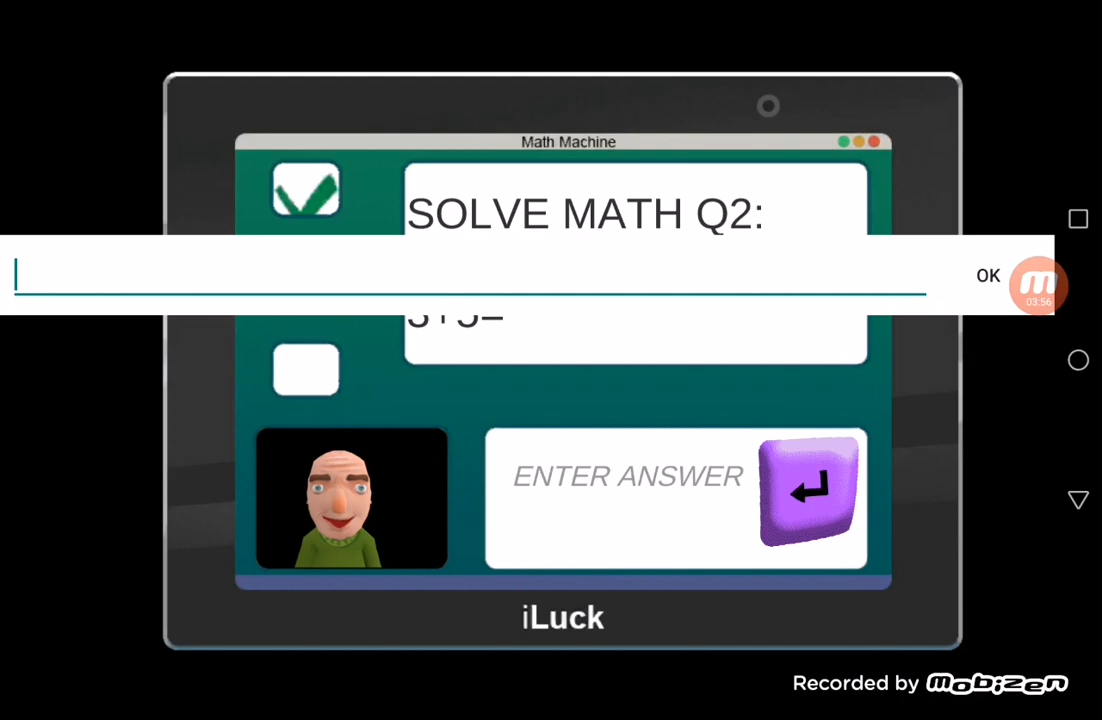 Math Machine
SOLVE MATH Q2:
OK
03:56
ENTER ANSWER
iLuck
Recorded by mobizen